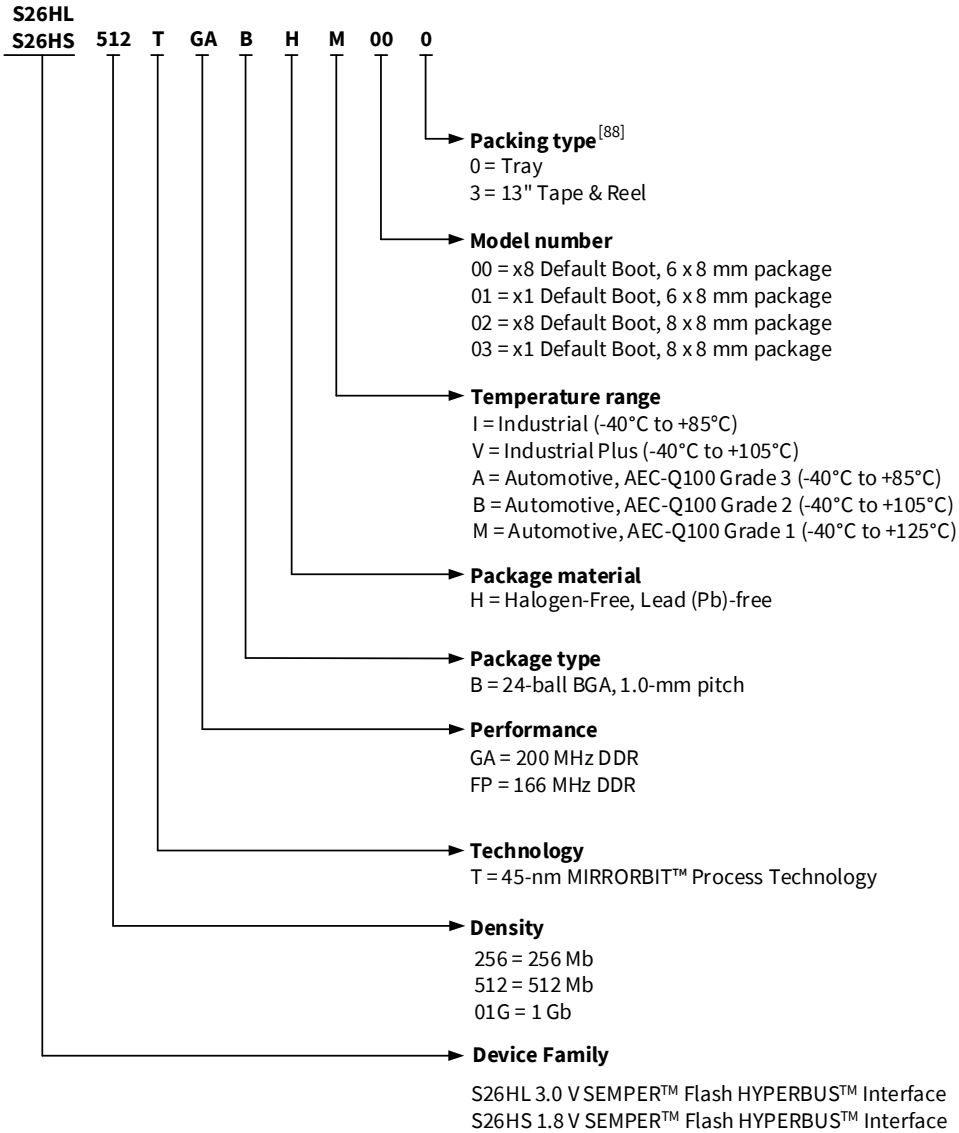 S26HL
S26HS 512 T GA B H M 00 0
Packing type[88]
0 = Tray
3 = 13" Tape & Reel
Model number
00 = x8 Default Boot, 6 x 8 mm package
01 = x1 Default Boot, 6 x 8 mm package
02 = x8 Default Boot, 8 x 8 mm package
03 = x1 Default Boot, 8 x 8 mm package
Temperature range
I = Industrial (-40°C to +85°C)
V = Industrial Plus (-40°C to +105°C)
A = Automotive, AEC-Q100 Grade 3 (-40°C to +85°C)
B = Automotive, AEC-Q100 Grade 2 (-40°C to +105°C)
M = Automotive, AEC-Q100 Grade 1 (-40°C to +125°C)
Package material
H = Halogen-Free, Lead (Pb)-free
Package type
B = 24-ball BGA, 1.0-mm pitch
Performance
GA = 200 MHz DDR
FP = 166 MHz DDR
Technology
T = 45-nm MIRRORBIT™ Process Technology
Density
256 = 256 Mb
512 = 512 Mb
01G = 1 Gb
Device Family
S26HL 3.0 V SEMPER™ Flash HYPERBUS™ Interface
S26HS 1.8 V SEMPER™ Flash HYPERBUS™ Interface